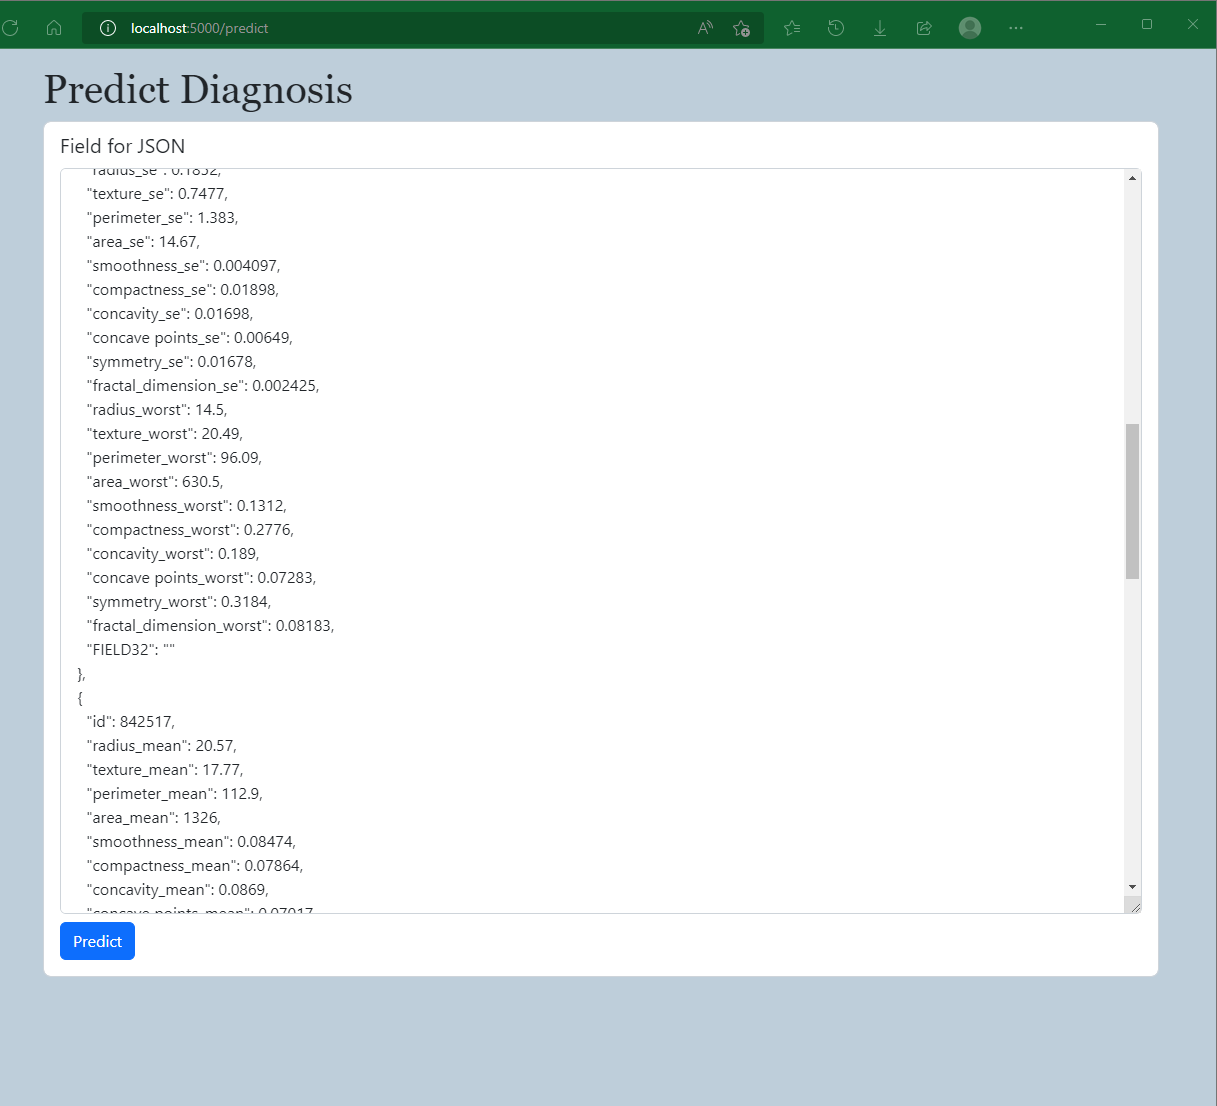 localhost:5000/predict
Predict Diagnosis
Field for JSON
"radius_se": 0.1852,
"texture_se": 0.7477,
"perimeter_se": 1.383,
"area_se": 14.67,
"smoothness_se": 0.004097,
"compactness_se": 0.01898,
"concavity_se": 0.01698,
"concave points_se": 0.00649,
"symmetry_se": 0.01678,
"fractal_dimension_se": 0.002425,
"radius_worst": 14.5,
"texture_worst": 20.49,
"perimeter_worst": 96.09,
"area_worst": 630.5,
"smoothness_worst": 0.1312,
"compactness_worst": 0.2776,
"concavity_worst": 0.189,
"concave points_worst": 0.07283,
"symmetry_worst": 0.3184,
"fractal_dimension_worst": 0.08183,
"FIELD32": ""
},
{
"id": 842517,
"radius_mean": 20.57,
"texture_mean": 17.77,
"perimeter_mean": 112.9,
"area_mean": 1326,
"smoothness_mean": 0.08474,
"compactness_mean": 0.07864,
"concavity_mean": 0.0869,
"concave points_mean": 0.07017
Predict